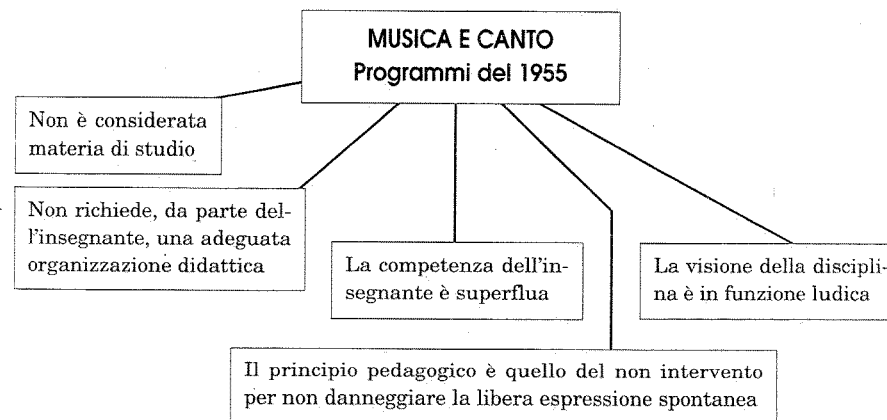 MUSICA E CANTO
Programmi del 1955
Non è considerata
materia di studio
Non richiede, da parte del-
l'insegnante, una adeguata
organizzazione didattica
La competenza dell'in-
segnante è superflua
La visione della discipli-
na è in funzione ludica
Il principio pedagogico è quello del non intervento
per non danneggiare la libera espressione spontanea